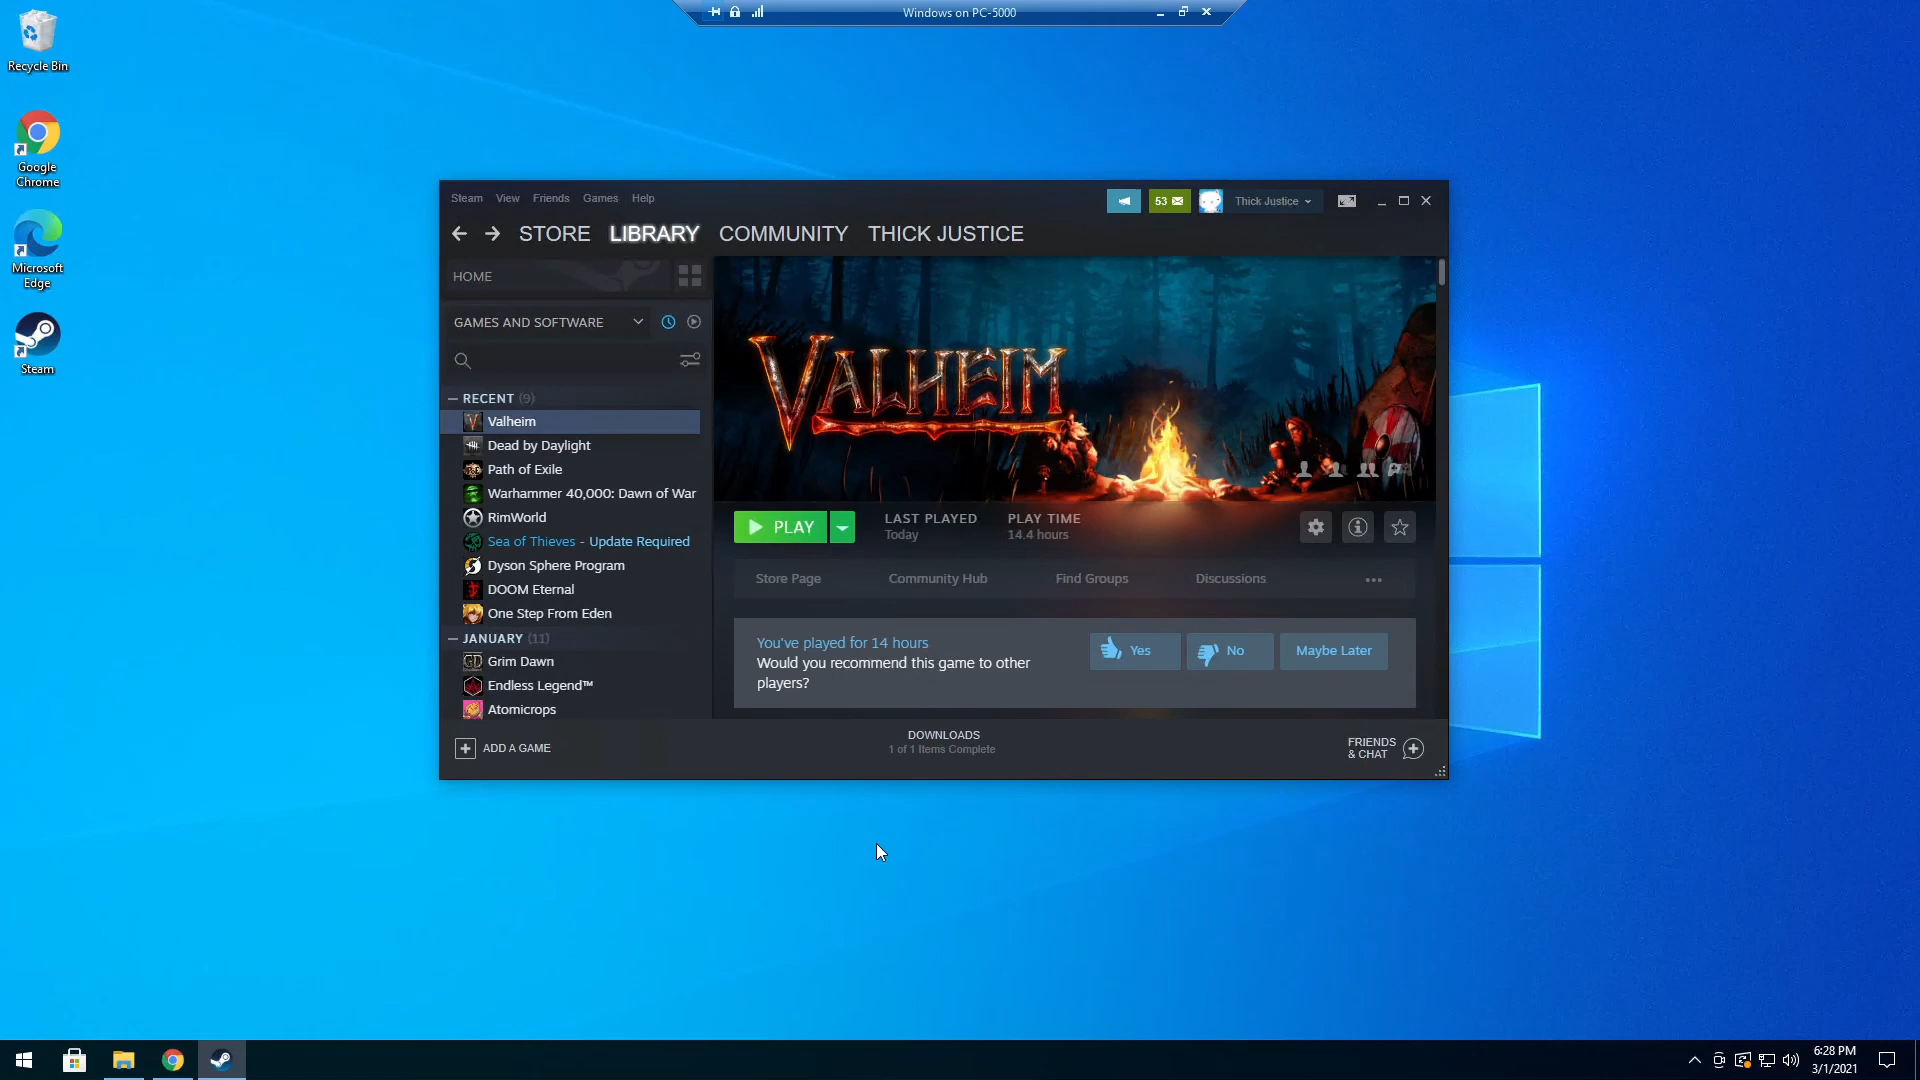 Windows on PC-5000
Recycle Bin
Google
Chrome
Microsoft
Edge
Steam
Steam View Friends Games Help
53
Thick Justice
STORE LIBRARY COMMUNITY THICK JUSTICE
HOME
GAMES AND SOFTWARE
RECENT (9)
Valheim
Dead by Daylight
Path of Exile
Warhammer 40,000: Dawn of War
RimWorld
Sea of Thieves - Update Required
Dyson Sphere Program
DOOM Eternal
One Step From Eden
JANUARY (11)
Grim Dawn
Endless Legend™
Atomicrops
VALHEIM
PLAY
LAST PLAYED
Today
PLAY TIME
14.4 hours
Store Page Community Hub Find Groups Discussions
You've played for 14 hours
Would you recommend this game to other
players?
Yes
No
Maybe Later
ADD A GAME
DOWNLOADS
1 of 1 Items Complete
FRIENDS
& CHAT
6:28 PM
3/1/2021